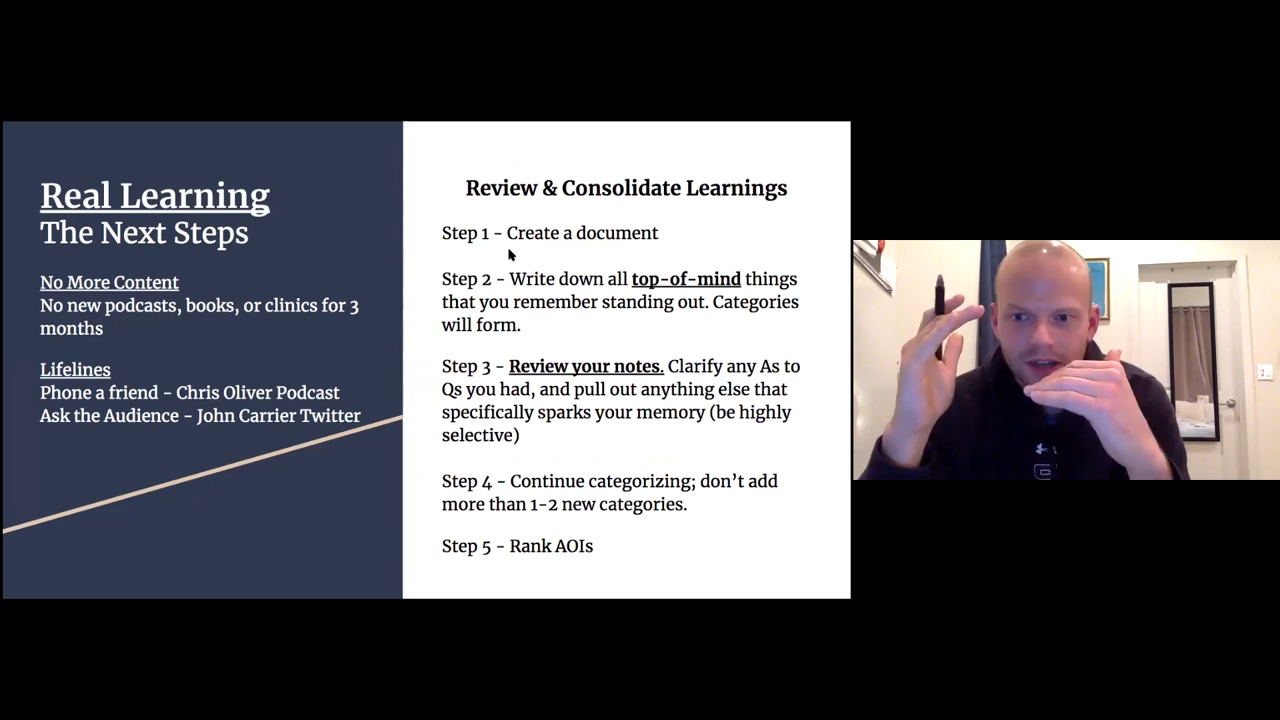 Real Learning
The Next Steps
No More Content
No new podcasts, books, or clinics for 3
months
Lifelines
Phone a friend - Chris Oliver Podcast
Ask the Audience - John Carrier Twitter
Review & Consolidate Learnings
Step 1 - Create a document
Step 2 - Write down all top-of-mind things
that you remember standing out. Categories
will form.
Step 3 - Review your notes. Clarify any As to
Qs you had, and pull out anything else that
specifically sparks your memory (be highly
selective)
Step 4 - Continue categorizing; don’t add
more than 1-2 new categories.
Step 5 - Rank AOIs